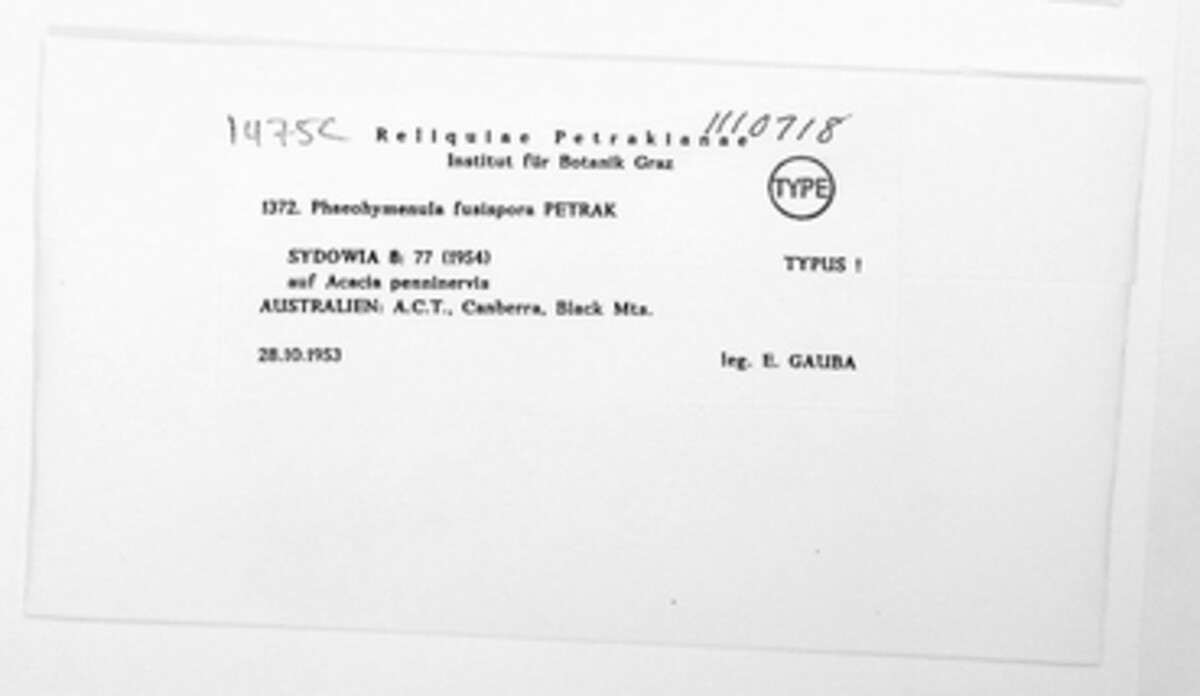 1475C
Reliquiae Petrakianae
1110718
Institut für Botanik Graz
TYPE
1372. Phaeohymenula fusispora PETRAK
SYDOWIA 8: 77 (1954)
TYPUS !
auf Acacia penninervis
AUSTRALIEN: A.C.T., Canberra, Black Mts.
28.10.1953
leg. E. GAUBA